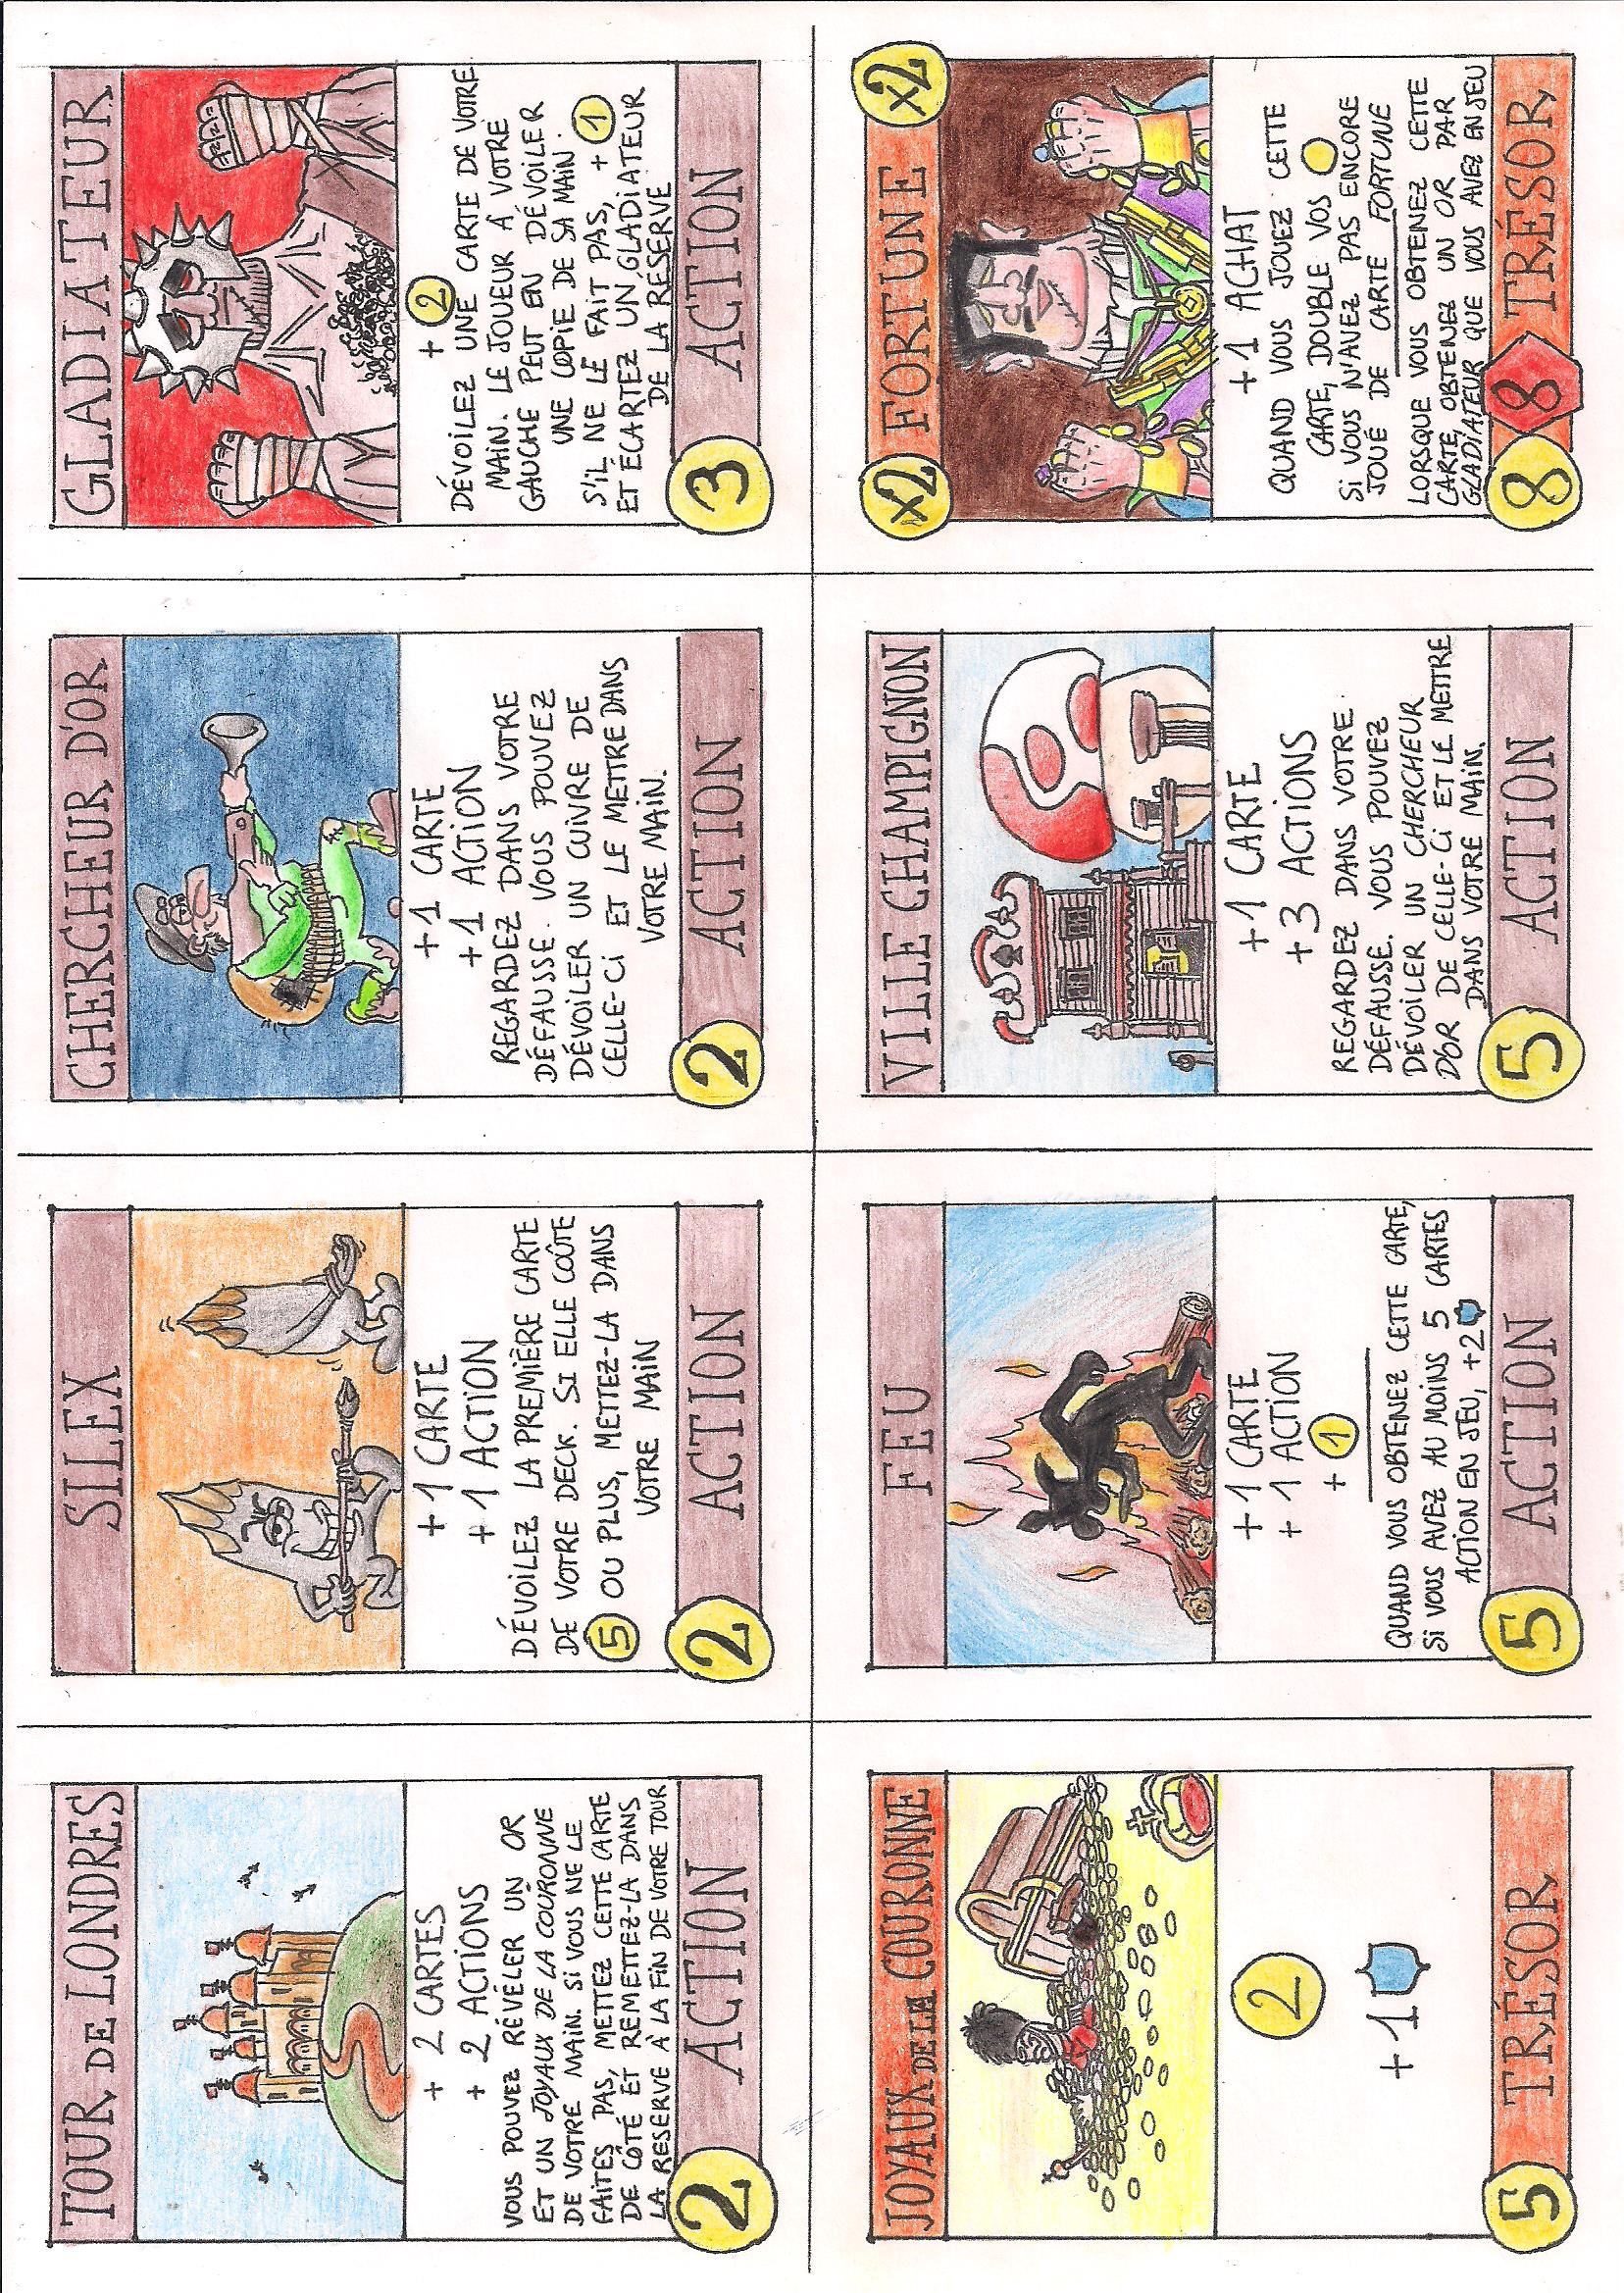 TOUR DE LONDRES
+ 2 CARTES
+ 2 ACTIONS
VOUS POUVEZ RÉVÉLER UN OR
ET UN JOYAUX DE LA COURONNE
DE VOTRE MAIN. SI VOUS NE LE
FAITES PAS, METTEZ CETTE CARTE
DE CÔTÉ ET REMETTEZ-LA DANS
LA RESERVE À LA FIN DE VOTRE TOUR
2 ACTION
SILEX
+ 1 CARTE
+ 1 ACTION
DÉVOILEZ LA PREMIÈRE CARTE
DE VOTRE DECK. SI ELLE COÛTE
5 OU PLUS, METTEZ-LA DANS
VOTRE MAIN
2 ACTION
CHERCHEUR D'OR
+1 CARTE
+1 ACTION
REGARDEZ DANS VOTRE
DÉFAUSSE. VOUS POUVEZ
DÉVOILER UN CUIVRE DE
CELLE-CI ET LE METTRE DANS
VOTRE MAIN.
2 ACTION
GLADIATEUR
+ 2
DÉVOILEZ UNE CARTE DE VOTRE
MAIN. LE JOUEUR À VOTRE
GAUCHE PEUT EN DÉVOILER
UNE COPIE DE SA MAIN.
S'IL NE LE FAIT PAS, + 1
ET ÉCARTEZ UN GLADIATEUR
DE LA RÉSERVE
3 ACTION
JOYAUX DE LA COURONNE
2
+1
5 TRÉSOR
FEU
+ 1 CARTE
+ 1 ACTION
+ 1
QUAND VOUS OBTENEZ CETTE CARTE,
SI VOUS AVEZ AU MOINS 5 CARTES
ACTION EN JEU, +2
5 ACTION
VILLE CHAMPIGNON
+1 CARTE
+3 ACTIONS
REGARDEZ DANS VOTRE
DÉFAUSSE. VOUS POUVEZ
DÉVOILER UN CHERCHEUR
D'OR DE CELLE-CI ET LE METTRE
DANS VOTRE MAIN.
5 ACTION
x2 FORTUNE x2
+1 ACHAT
QUAND VOUS JOUEZ CETTE
CARTE, DOUBLE VOS
SI VOUS N'AVEZ PAS ENCORE
JOUÉ DE CARTE FORTUNE
LORSQUE VOUS OBTENEZ CETTE
CARTE, OBTENEZ UN OR PAR
GLADIATEUR QUE VOUS AVEZ EN JEU
8 8 TRÉSOR